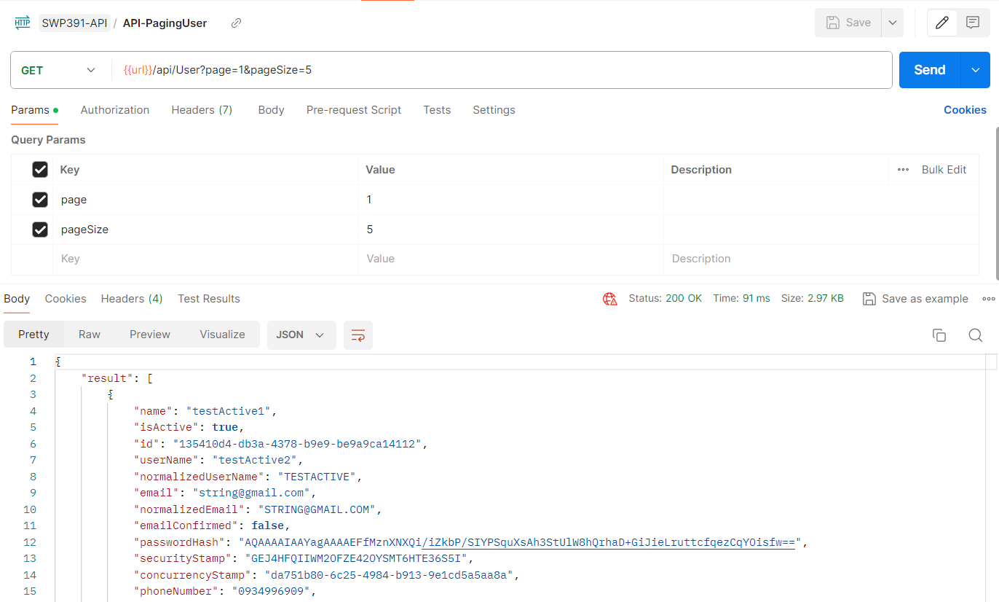 HTTP SWP391-API / API-PagingUser Save
GET {{url}}/api/User?page=1&pageSize=5 Send
Params Authorization Headers (7) Body Pre-request Script Tests Settings Cookies
Query Params
Key Value Description Bulk Edit
page 1
pageSize 5
Key Value Description
Body Cookies Headers (4) Test Results Status: 200 OK Time: 91 ms Size: 2.97 KB Save as example
Pretty Raw Preview Visualize JSON
1 {
2 "result": [
3 {
4 "name": "testActive1",
5 "isActive": true,
6 "id": "135410d4-db3a-4378-b9e9-be9a9ca14112",
7 "userName": "testActive2",
8 "normalizedUserName": "TESTACTIVE",
9 "email": "string@gmail.com",
10 "normalizedEmail": "STRING@GMAIL.COM",
11 "emailConfirmed": false,
12 "passwordHash": "AQAAAAIAAYagAAAAEFfMznXNXQi/iZkbP/SIYPSquXsAh3StUlW8hQrhaD+GiJieLruttcfqezCqYOisfw==",
13 "securityStamp": "GEJ4HFQIIWM2OFZE42OYSMT6HTE36S5I",
14 "concurrencyStamp": "da751b80-6c25-4984-b913-9e1cd5a5aa8a",
15 "phoneNumber": "0934996909",